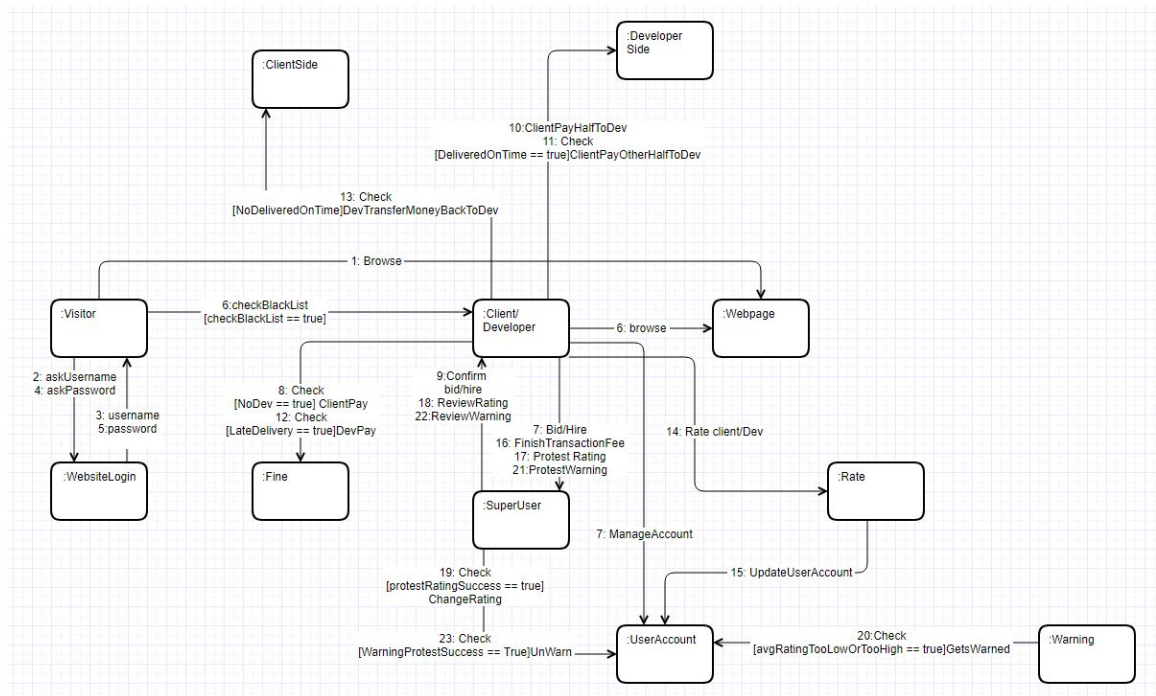 :Developer
Side
:ClientSide
10:ClientPayHalfToDev
11: Check
[DeliveredOnTime == true]ClientPayOtherHalfToDev
13: Check
[NoDeliveredOnTime]DevTransferMoneyBackToDev
1: Browse
:Visitor
6:checkBlackList
[checkBlackList == true]
:Client/
Developer
6: browse
:Webpage
2: askUsername
4: askPassword
3: username
5:password
8: Check
[NoDev == true] ClientPay
12: Check
[LateDelivery == true]DevPay
9:Confirm
bid/hire
18: ReviewRating
22:ReviewWarning
7: Bid/Hire
16: FinishTransactionFee
17: Protest Rating
21:ProtestWarning
14: Rate client/Dev
:WebsiteLogin
:Fine
:SuperUser
:Rate
7: ManageAccount
19: Check
[protestRatingSuccess == true]
ChangeRating
15: UpdateUserAccount
23: Check
[WarningProtestSuccess == True]UnWarn
:UserAccount
20:Check
[avgRatingTooLowOrTooHigh == true]GetsWarned
:Warning